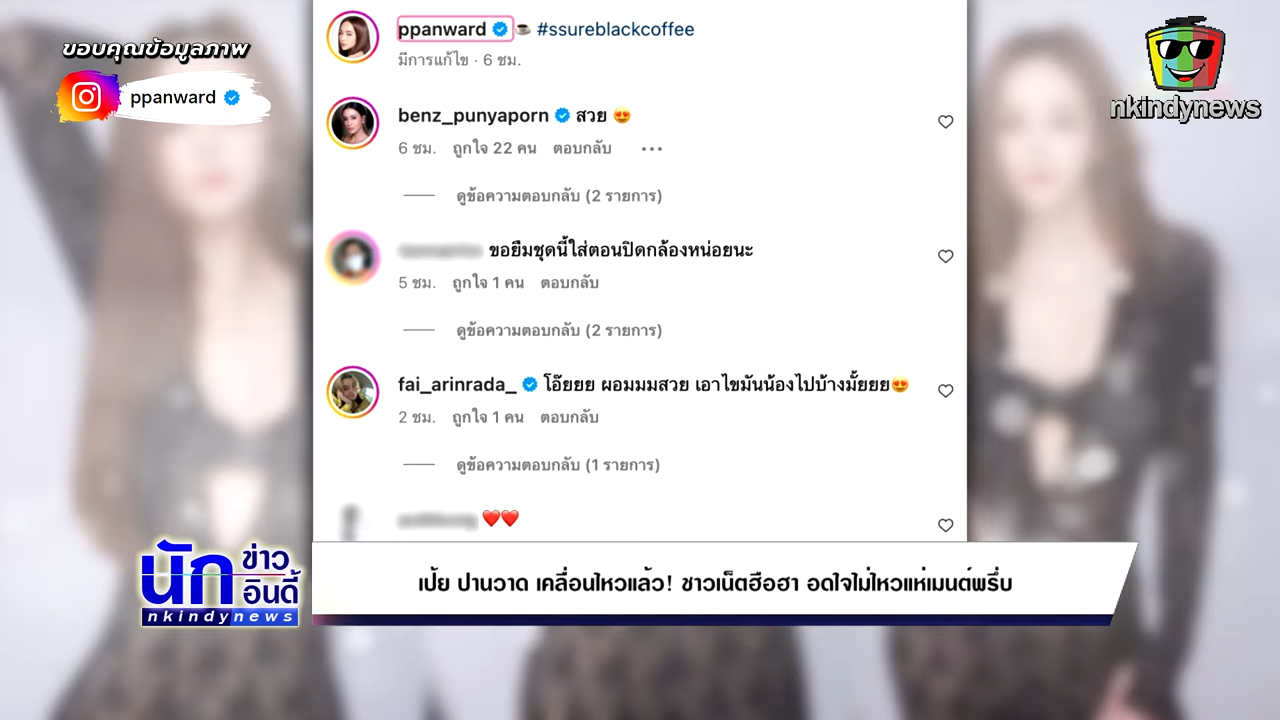 ขอบคุณข้อมูลภาพ
ppanward
nkindynews
ppanward ☕ #ssureblackcoffee
มีการแก้ไข · 6 ชม.
benz_punyaporn สวย 😍
6 ชม. ถูกใจ 22 คน ตอบกลับ ...
ดูข้อความตอบกลับ (2 รายการ)
ขอยืมชุดนี้ใส่ตอนปิดกล้องหน่อยนะ
5 ชม. ถูกใจ 1 คน ตอบกลับ
ดูข้อความตอบกลับ (2 รายการ)
fai_arinrada_ โอ๊ยยย ผอมมมสวย เอาไขมันน้องไปบ้างมั้ยยย😍
2 ชม. ถูกใจ 1 คน ตอบกลับ
ดูข้อความตอบกลับ (1 รายการ)
❤️❤️
นักข่าวอินดี้
nkindynews
เป้ย ปานวาด เคลื่อนไหวแล้ว! ชาวเน็ตฮือฮา อดใจไม่ไหวแห่เมนต์พรึ่บ